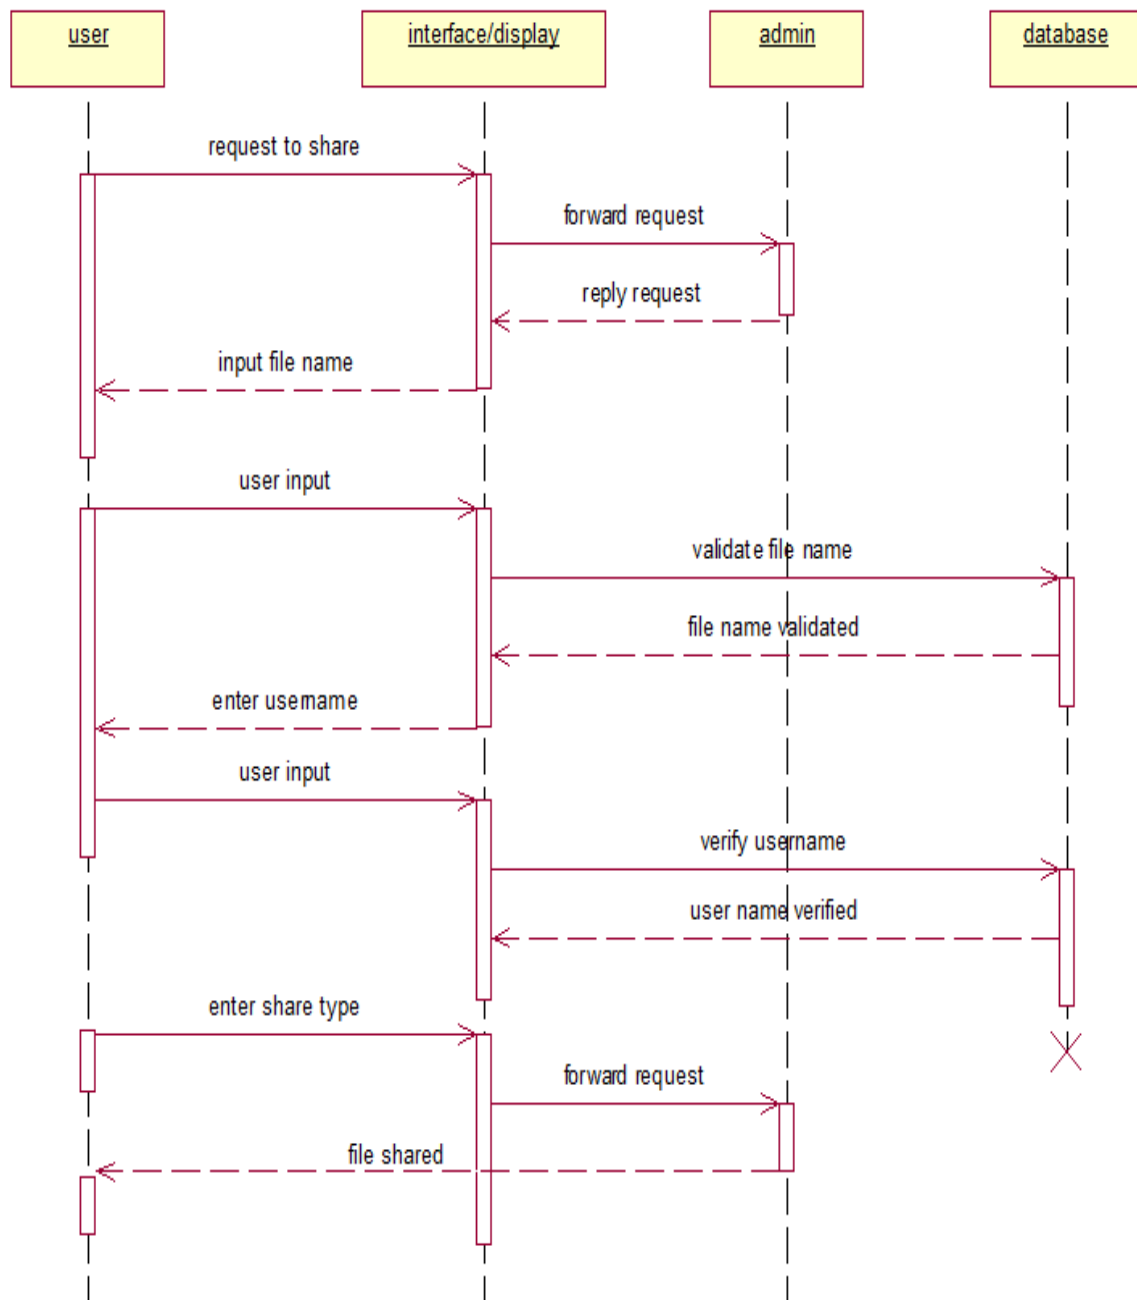 user
interface/display
admin
database
request to share
forward request
reply request
input file name
user input
validate file name
file name validated
enter username
user input
verify username
user name verified
enter share type
forward request
file shared